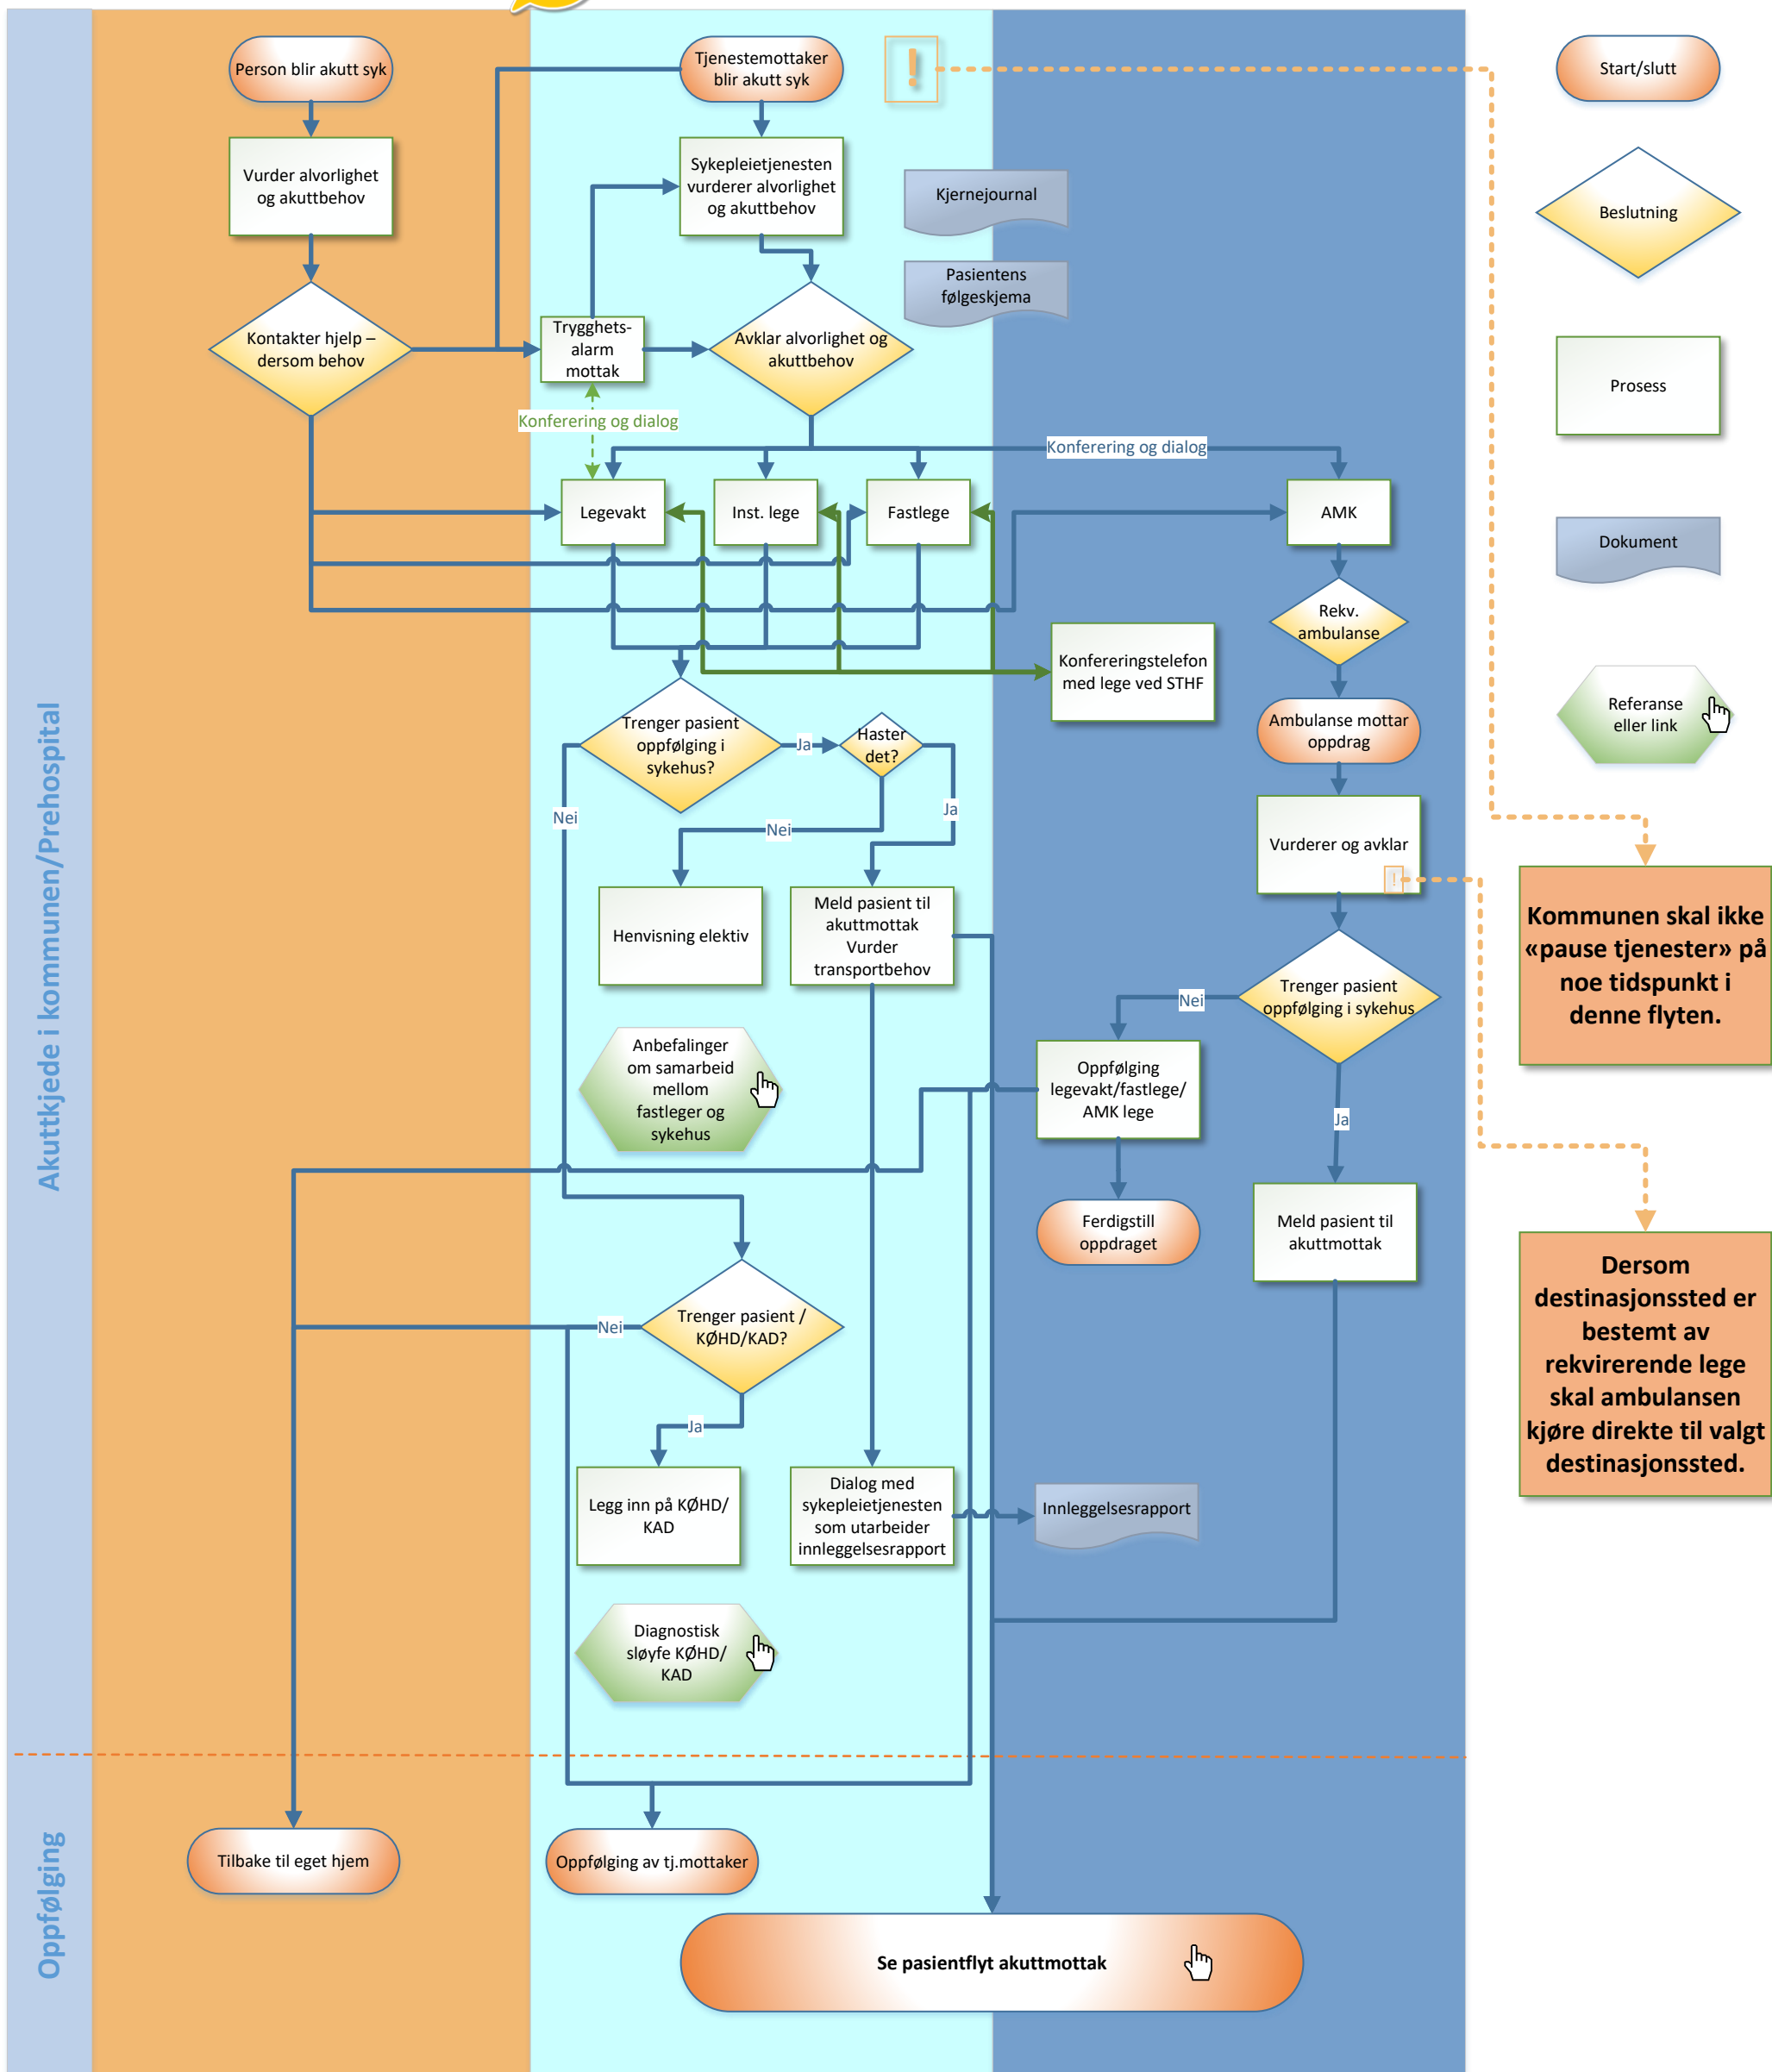 Person blir akutt syk
Tjenestemottaker
blir akutt syk
!
Start/slutt
Vurder alvorlighet
og akuttbehov
Sykepleietjenesten
vurderer alvorlighet
og akuttbehov
Kjernejournal
Beslutning
Pasientens
følgeskjema
Kontakter hjelp –
dersom behov
Trygghets-
alarm
mottak
Avklar alvorlighet og
akuttbehov
Prosess
Konferering og dialog
Konferering og dialog
Legevakt
Inst. lege
Fastlege
AMK
Dokument
Rekv.
ambulanse
Konfereringstelefon
med lege ved STHF
Referanse
eller link
Trenger pasient
oppfølging i
sykehus?
Ja
Haster
det?
Ambulanse mottar
oppdrag
Nei
Nei
Ja
Vurderer og avklar
!
Henvisning elektiv
Meld pasient til
akuttmottak
Vurder
transportbehov
Kommunen skal ikke
«pause tjenester» på
noe tidspunkt i
denne flyten.
Trenger pasient
oppfølging i sykehus
Nei
Ja
Akuttkjede i kommunen/Prehospital
Anbefalinger
om samarbeid
mellom
fastleger og
sykehus
Oppfølging
legevakt/fastlege/
AMK lege
Ferdigstill
oppdraget
Meld pasient til
akuttmottak
Dersom
destinasjonssted er
bestemt av
rekvirerende lege
skal ambulansen
kjøre direkte til valgt
destinasjonssted.
Trenger pasient /
KØHD/KAD?
Nei
Ja
Legg inn på KØHD/
KAD
Dialog med
sykepleietjenesten
som utarbeider
innleggelsesrapport
Innleggelsesrapport
Diagnostisk
sløyfe KØHD/
KAD
Oppfølging
Tilbake til eget hjem
Oppfølging av tj.mottaker
Se pasientflyt akuttmottak